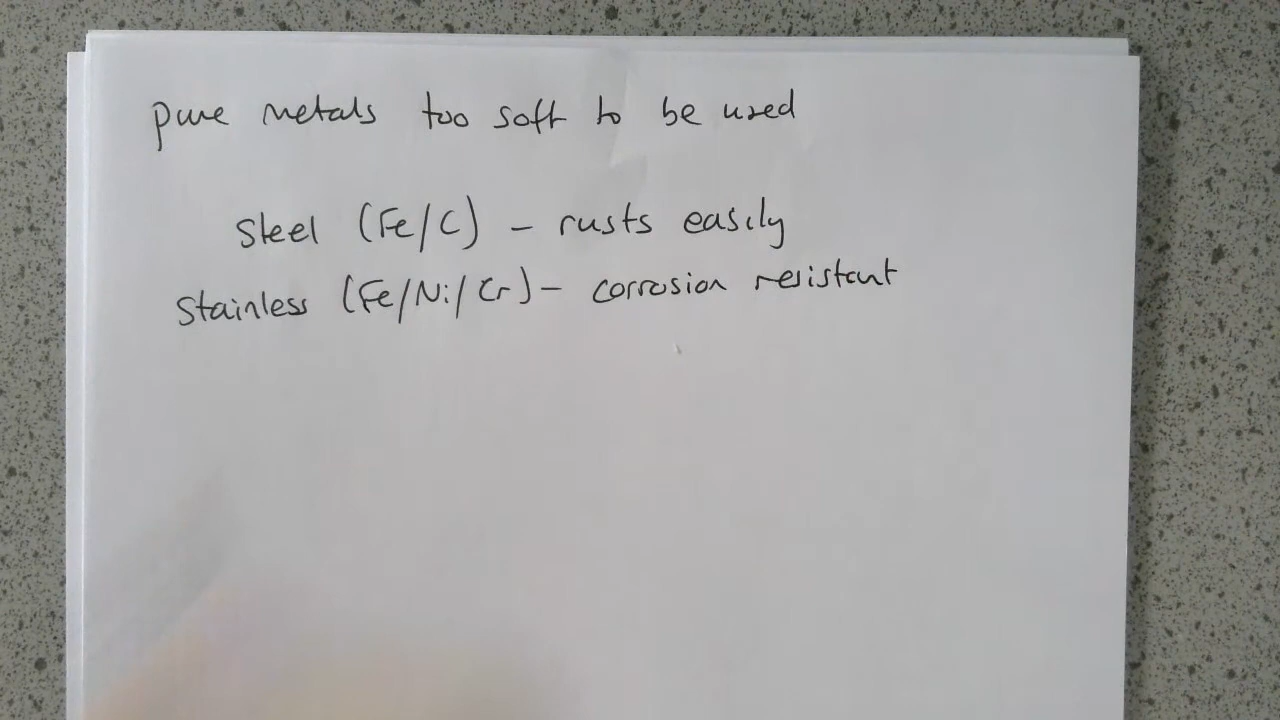 pure metals too soft to be used
Steel (Fe/C) - rusts easily
Stainless (Fe/Ni/Cr) - corrosion resistant